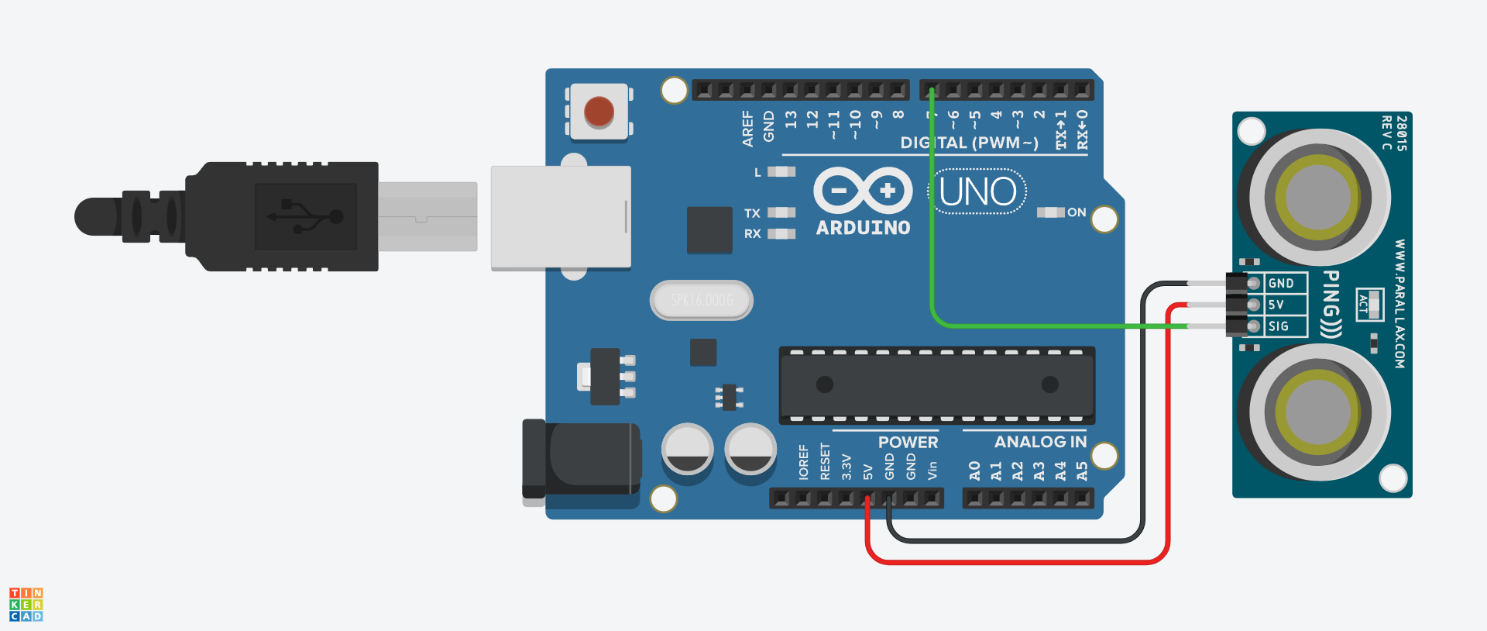 AREF
GND
13
12
~11
~10
~9
8
7
~6
~5
4
~3
2
TX→1
RX←0
DIGITAL (PWM~)
L
TX
RX
UNO
ARDUINO
ON
SPK16.000G
POWER
ANALOG IN
IOREF
RESET
3.3V
5V
GND
GND
Vin
A0
A1
A2
A3
A4
A5
28015
REV C
GND
5V
SIG
PING)))
ACT
WWW.PARALLAX.COM
TIN
KER
CAD